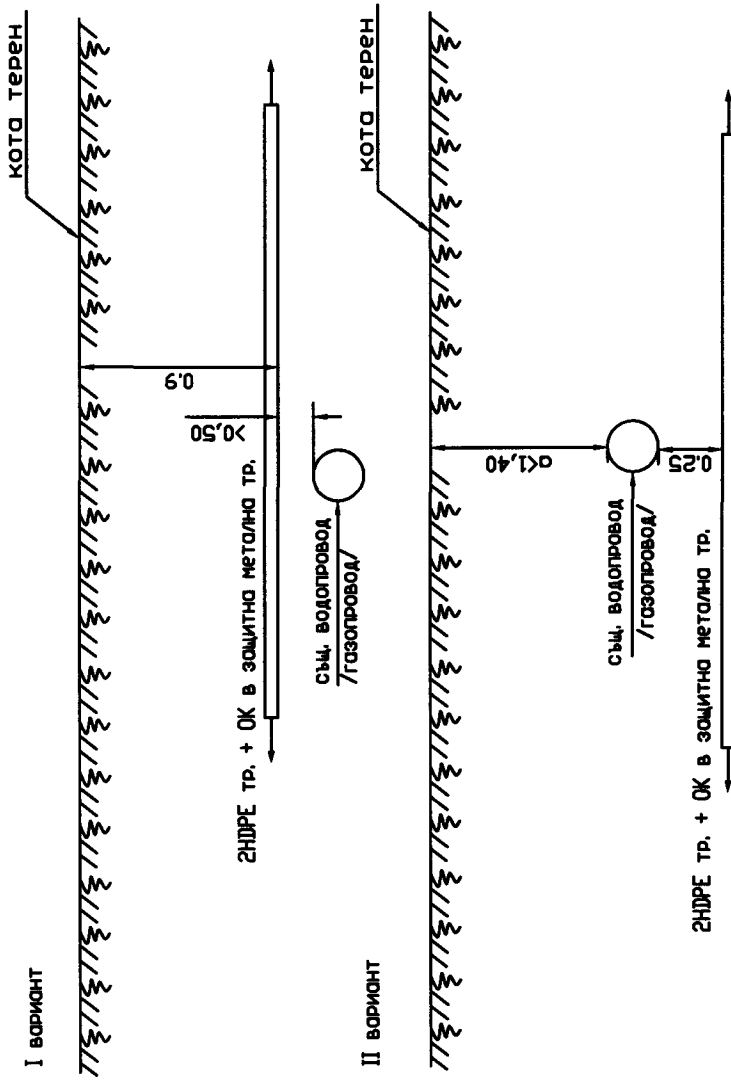 I вариант
кота терен
0.9
>0,50
2HDPE тр. + ОК в защитна метална тр.
същ. водопровод
/газопровод/
II вариант
кота терен
a<1,40
0.25
същ. водопровод
/газопровод/
2HDPE тр. + ОК в защитна метална тр.